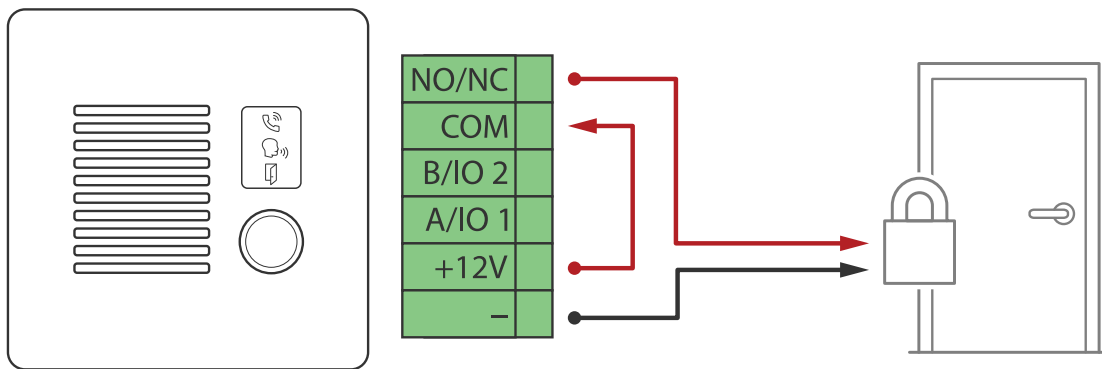 NO/NC
COM
B/IO 2
A/IO 1
+12V
–